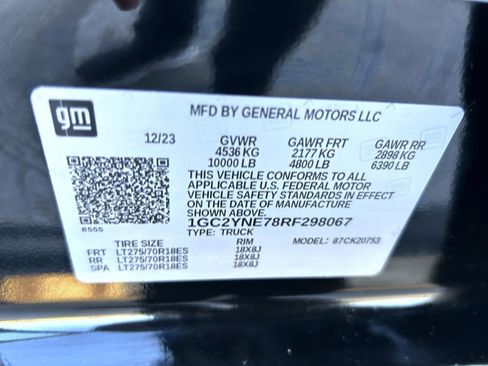 gm
MFD BY GENERAL MOTORS LLC
12/23 GVWR GAWR FRT GAWR RR
4536 KG 2177 KG 2898 KG
10000 LB 4800 LB 6390 LB
THIS VEHICLE CONFORMS TO ALL
APPLICABLE U.S. FEDERAL MOTOR
VEHICLE SAFETY STANDARDS IN EFFECT
ON THE DATE OF MANUFACTURE
SHOWN ABOVE.
1GC2YNE78RF298067
TYPE: TRUCK MODEL: 87CK20753
8555
TIRE SIZE RIM
FRT LT275/70R18ES 18X8J
RR LT275/70R18ES 18X8J
SPA LT275/70R18ES 18X8J